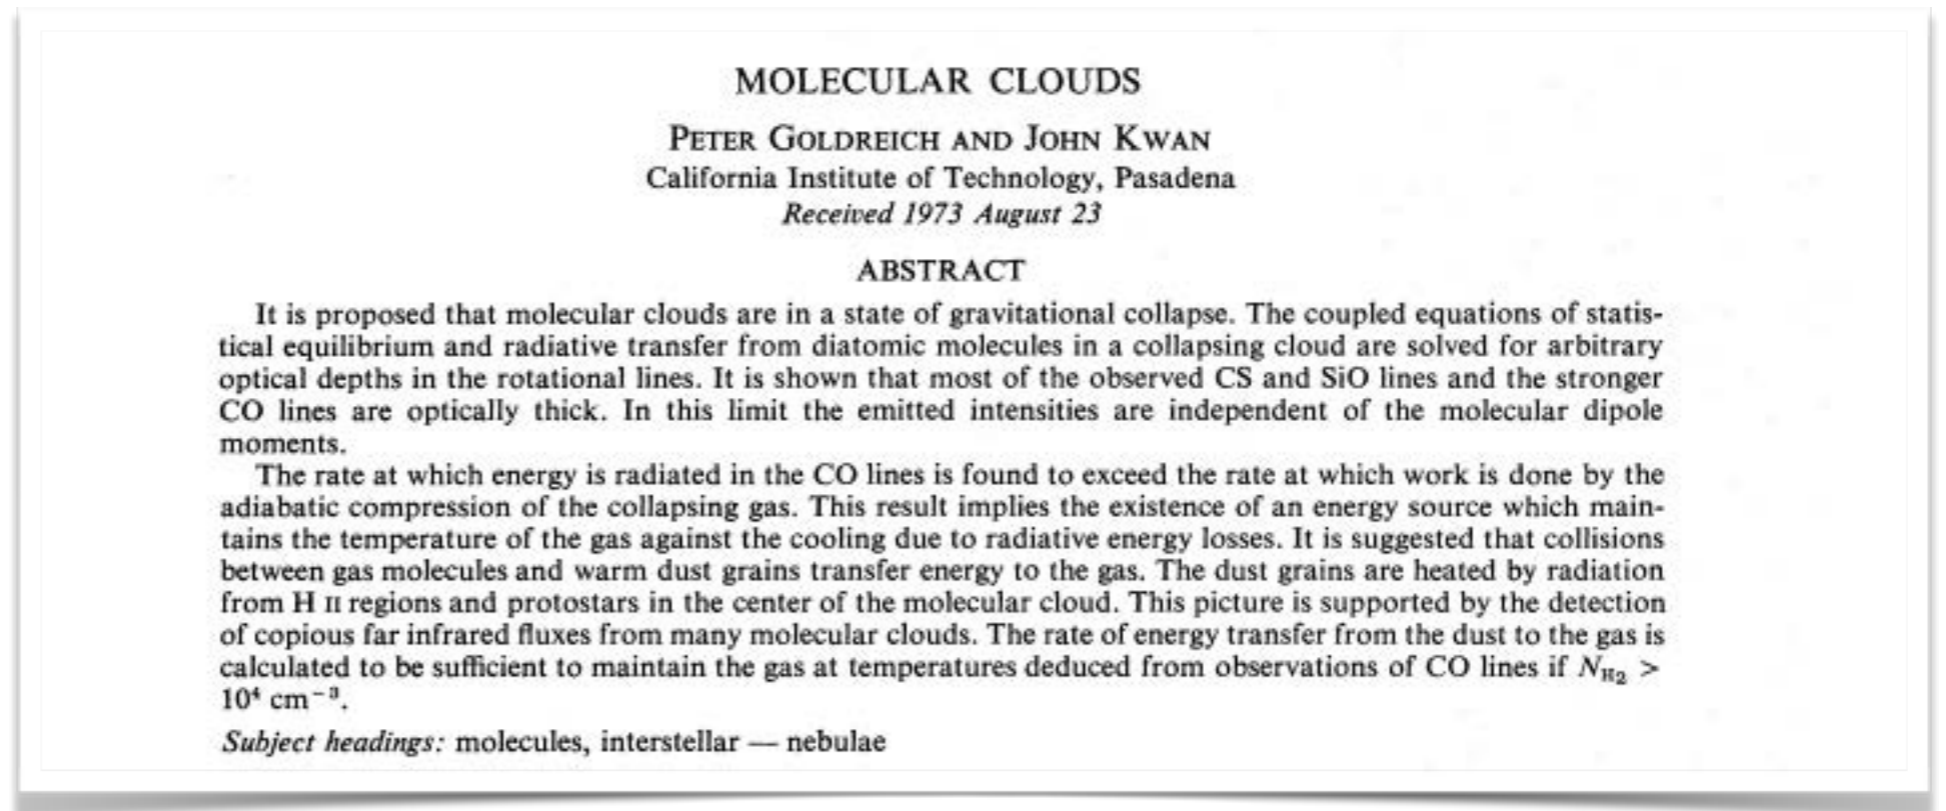 MOLECULAR CLOUDS
PETER GOLDREICH AND JOHN KWAN
California Institute of Technology, Pasadena
Received 1973 August 23
ABSTRACT
It is proposed that molecular clouds are in a state of gravitational collapse. The coupled equations of statis-
tical equilibrium and radiative transfer from diatomic molecules in a collapsing cloud are solved for arbitrary
optical depths in the rotational lines. It is shown that most of the observed CS and SiO lines and the stronger
CO lines are optically thick. In this limit the emitted intensities are independent of the molecular dipole
moments.
The rate at which energy is radiated in the CO lines is found to exceed the rate at which work is done by the
adiabatic compression of the collapsing gas. This result implies the existence of an energy source which main-
tains the temperature of the gas against the cooling due to radiative energy losses. It is suggested that collisions
between gas molecules and warm dust grains transfer energy to the gas. The dust grains are heated by radiation
from H II regions and protostars in the center of the molecular cloud. This picture is supported by the detection
of copious far infrared fluxes from many molecular clouds. The rate of energy transfer from the dust to the gas is
calculated to be sufficient to maintain the gas at temperatures deduced from observations of CO lines if N_H₂ >
10⁴ cm⁻³.
Subject headings: molecules, interstellar — nebulae